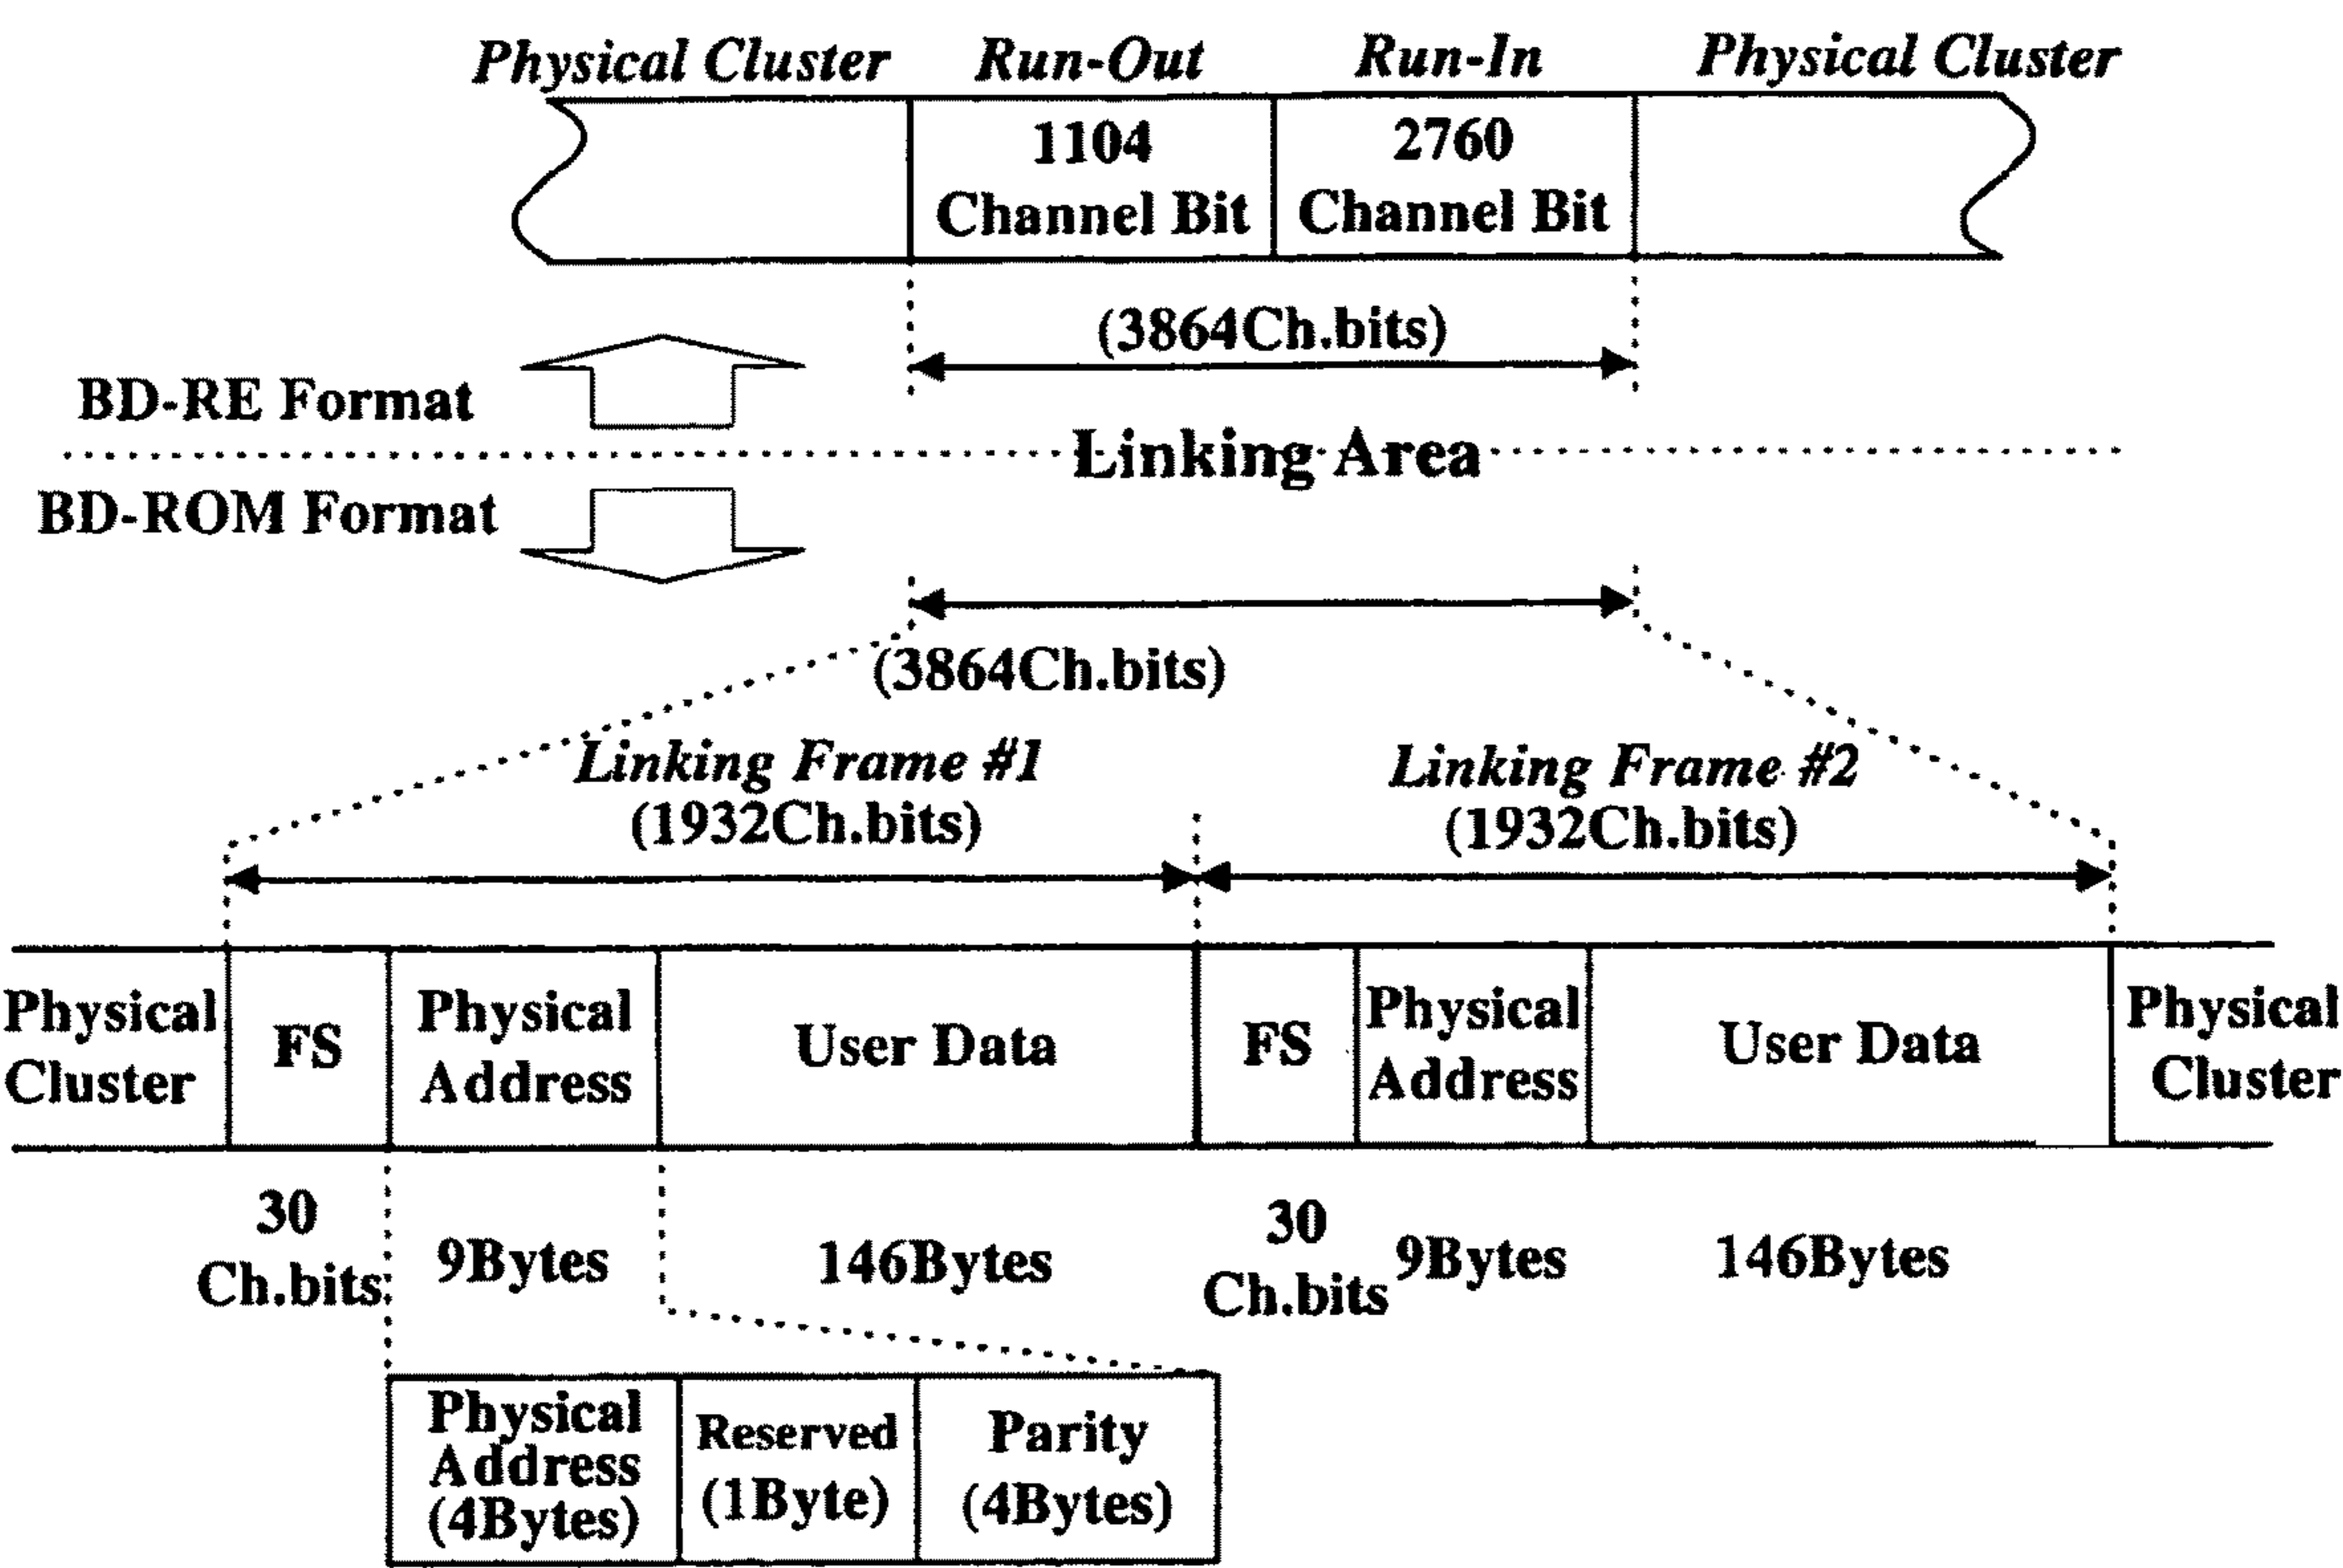 Physical Cluster Run-Out Run-In Physical Cluster
1104 2760
Channel Bit Channel Bit
(3864Ch.bits)
BD-RE Format
Linking Area
BD-ROM Format
(3864Ch.bits)
Linking Frame #1 Linking Frame #2
(1932Ch.bits) (1932Ch.bits)
Physical Cluster
FS
Physical Address
User Data
FS
Physical Address
User Data
Physical Cluster
30 Ch.bits
9Bytes
146Bytes
30 Ch.bits
9Bytes
146Bytes
Physical Address (4Bytes)
Reserved (1Byte)
Parity (4Bytes)